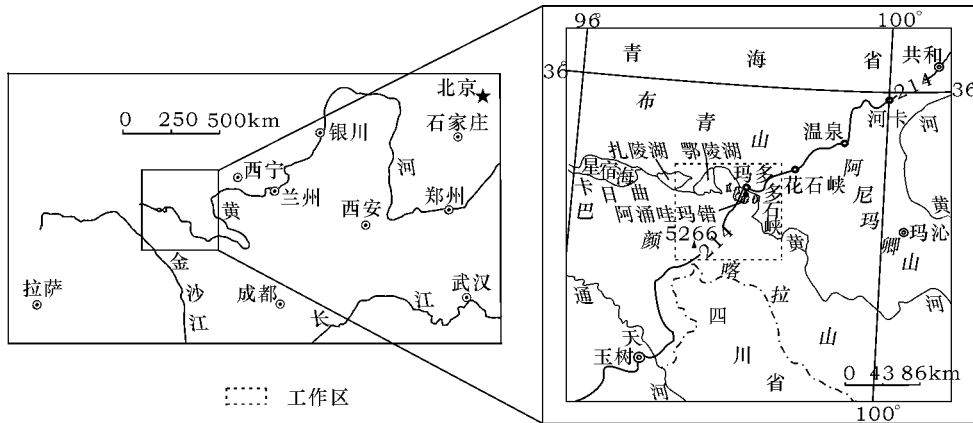 北京
0 250 500km
石家庄
银川
西宁
兰州
河
黄
西安
郑州
金
沙
江
拉萨
成都
武汉
长
江
工作区
96°
100°
青 海 省
共和
36
36
214
布
青
山
河卡
河
温泉
扎陵湖
鄂陵湖
阿
尼
玛
卿
山
星宿海
玛多
花石峡
卡
日
曲
多
石
峡
巴
颜
喀
拉
山
阿涌哇玛错
黄
玛沁
黄
河
5266
214
通
天
河
四
川
省
玉树
0 43 86km
100°